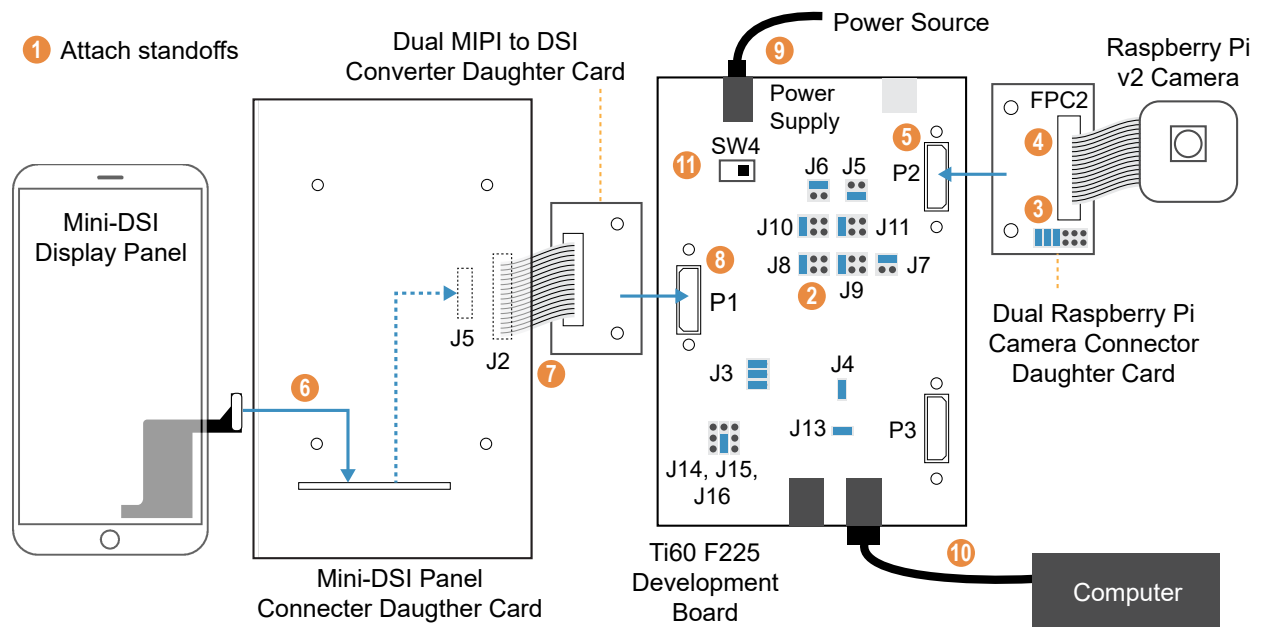 1 Attach standoffs
Dual MIPI to DSI
Converter Daughter Card
9
Power Source
Raspberry Pi
v2 Camera
Mini-DSI
Display Panel
Power
Supply
SW4
11
5
P2
FPC2
4
3
J6
J5
J10
J11
J8
J9
J7
2
8
P1
J5
J2
7
6
J3
J4
J13
P3
J14, J15,
J16
Dual Raspberry Pi
Camera Connector
Daughter Card
Mini-DSI Panel
Connecter Daugther Card
Ti60 F225
Development
Board
10
Computer